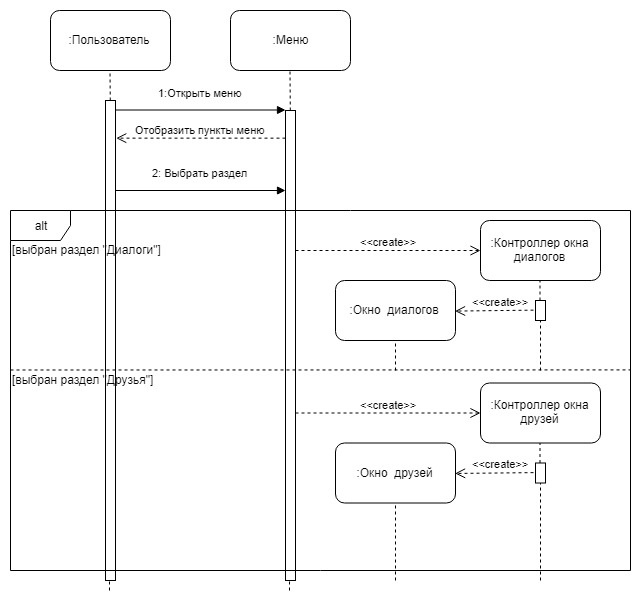 :Пользователь
:Меню
1:Открыть меню
Отобразить пункты меню
2: Выбрать раздел
alt
[выбран раздел "Диалоги"]
<<create>>
:Контроллер окна
диалогов
:Окно диалогов
<<create>>
[выбран раздел "Друзья"]
<<create>>
:Контроллер окна
друзей
:Окно друзей
<<create>>